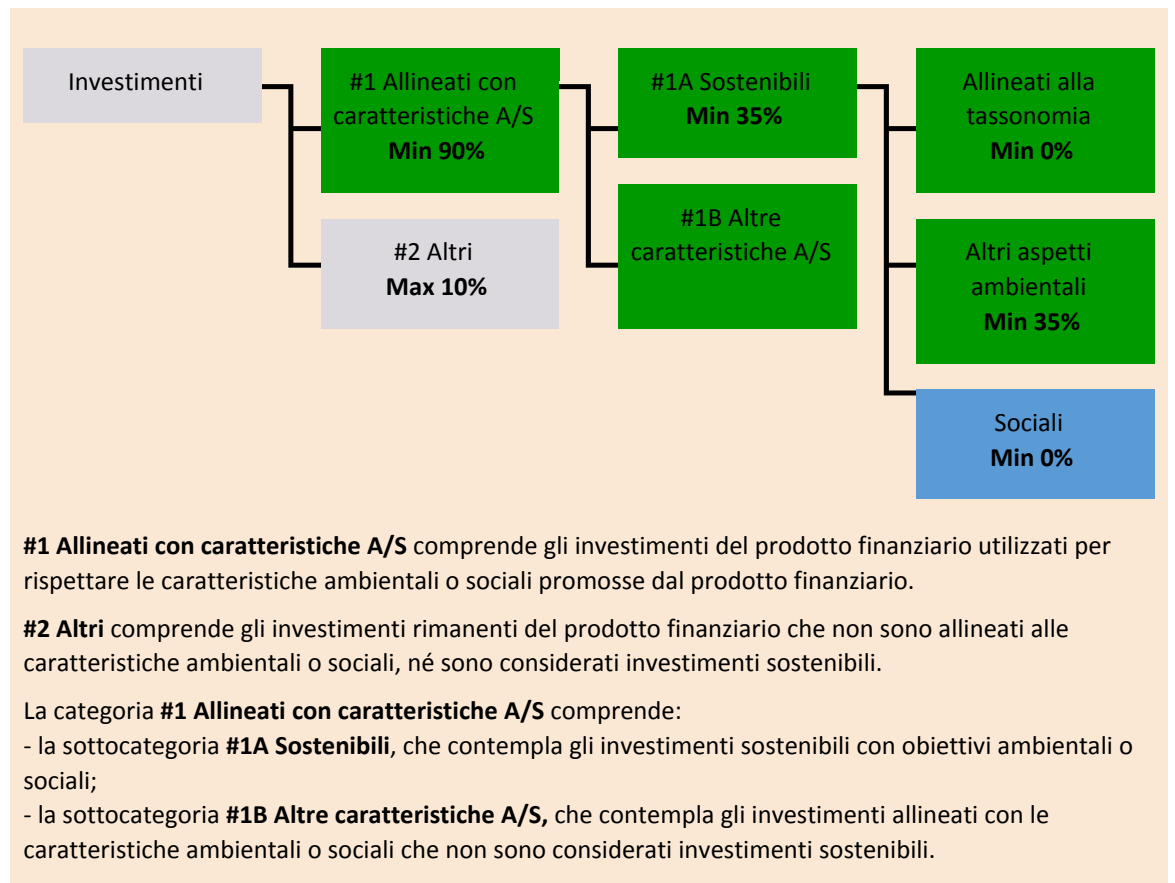 Investimenti
#1 Allineati con
caratteristiche A/S
Min 90%
#2 Altri
Max 10%
#1A Sostenibili
Min 35%
#1B Altre
caratteristiche A/S
Allineati alla
tassonomia
Min 0%
Altri aspetti
ambientali
Min 35%
Sociali
Min 0%
#1 Allineati con caratteristiche A/S comprende gli investimenti del prodotto finanziario utilizzati per
rispettare le caratteristiche ambientali o sociali promosse dal prodotto finanziario.
#2 Altri comprende gli investimenti rimanenti del prodotto finanziario che non sono allineati alle
caratteristiche ambientali o sociali, né sono considerati investimenti sostenibili.
La categoria #1 Allineati con caratteristiche A/S comprende:
- la sottocategoria #1A Sostenibili, che contempla gli investimenti sostenibili con obiettivi ambientali o
sociali;
- la sottocategoria #1B Altre caratteristiche A/S, che contempla gli investimenti allineati con le
caratteristiche ambientali o sociali che non sono considerati investimenti sostenibili.